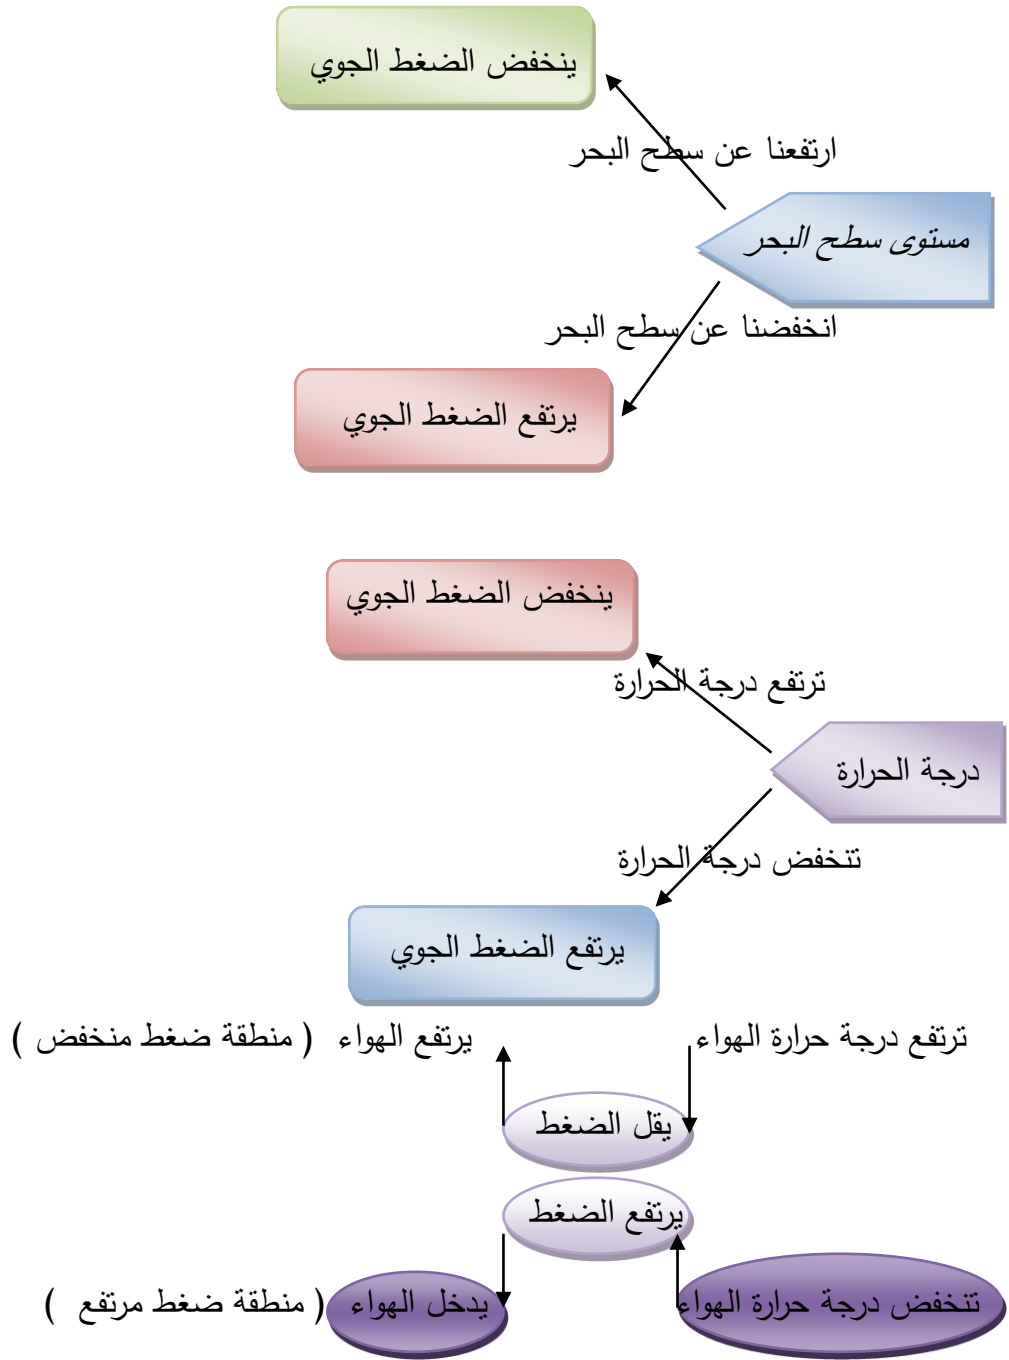 ينخفض الضغط الجوي
ارتفعنا عن سطح البحر
مستوى سطح البحر
انخفضنا عن سطح البحر
يرتفع الضغط الجوي
ينخفض الضغط الجوي
ترتفع درجة الحرارة
درجة الحرارة
تنخفض درجة الحرارة
يرتفع الضغط الجوي
ترتفع درجة حرارة الهواء يرتفع الهواء ( منطقة ضغط منخفض )
يقل الضغط
يرتفع الضغط
تنخفض درجة حرارة الهواء يدخل الهواء ( منطقة ضغط مرتفع )